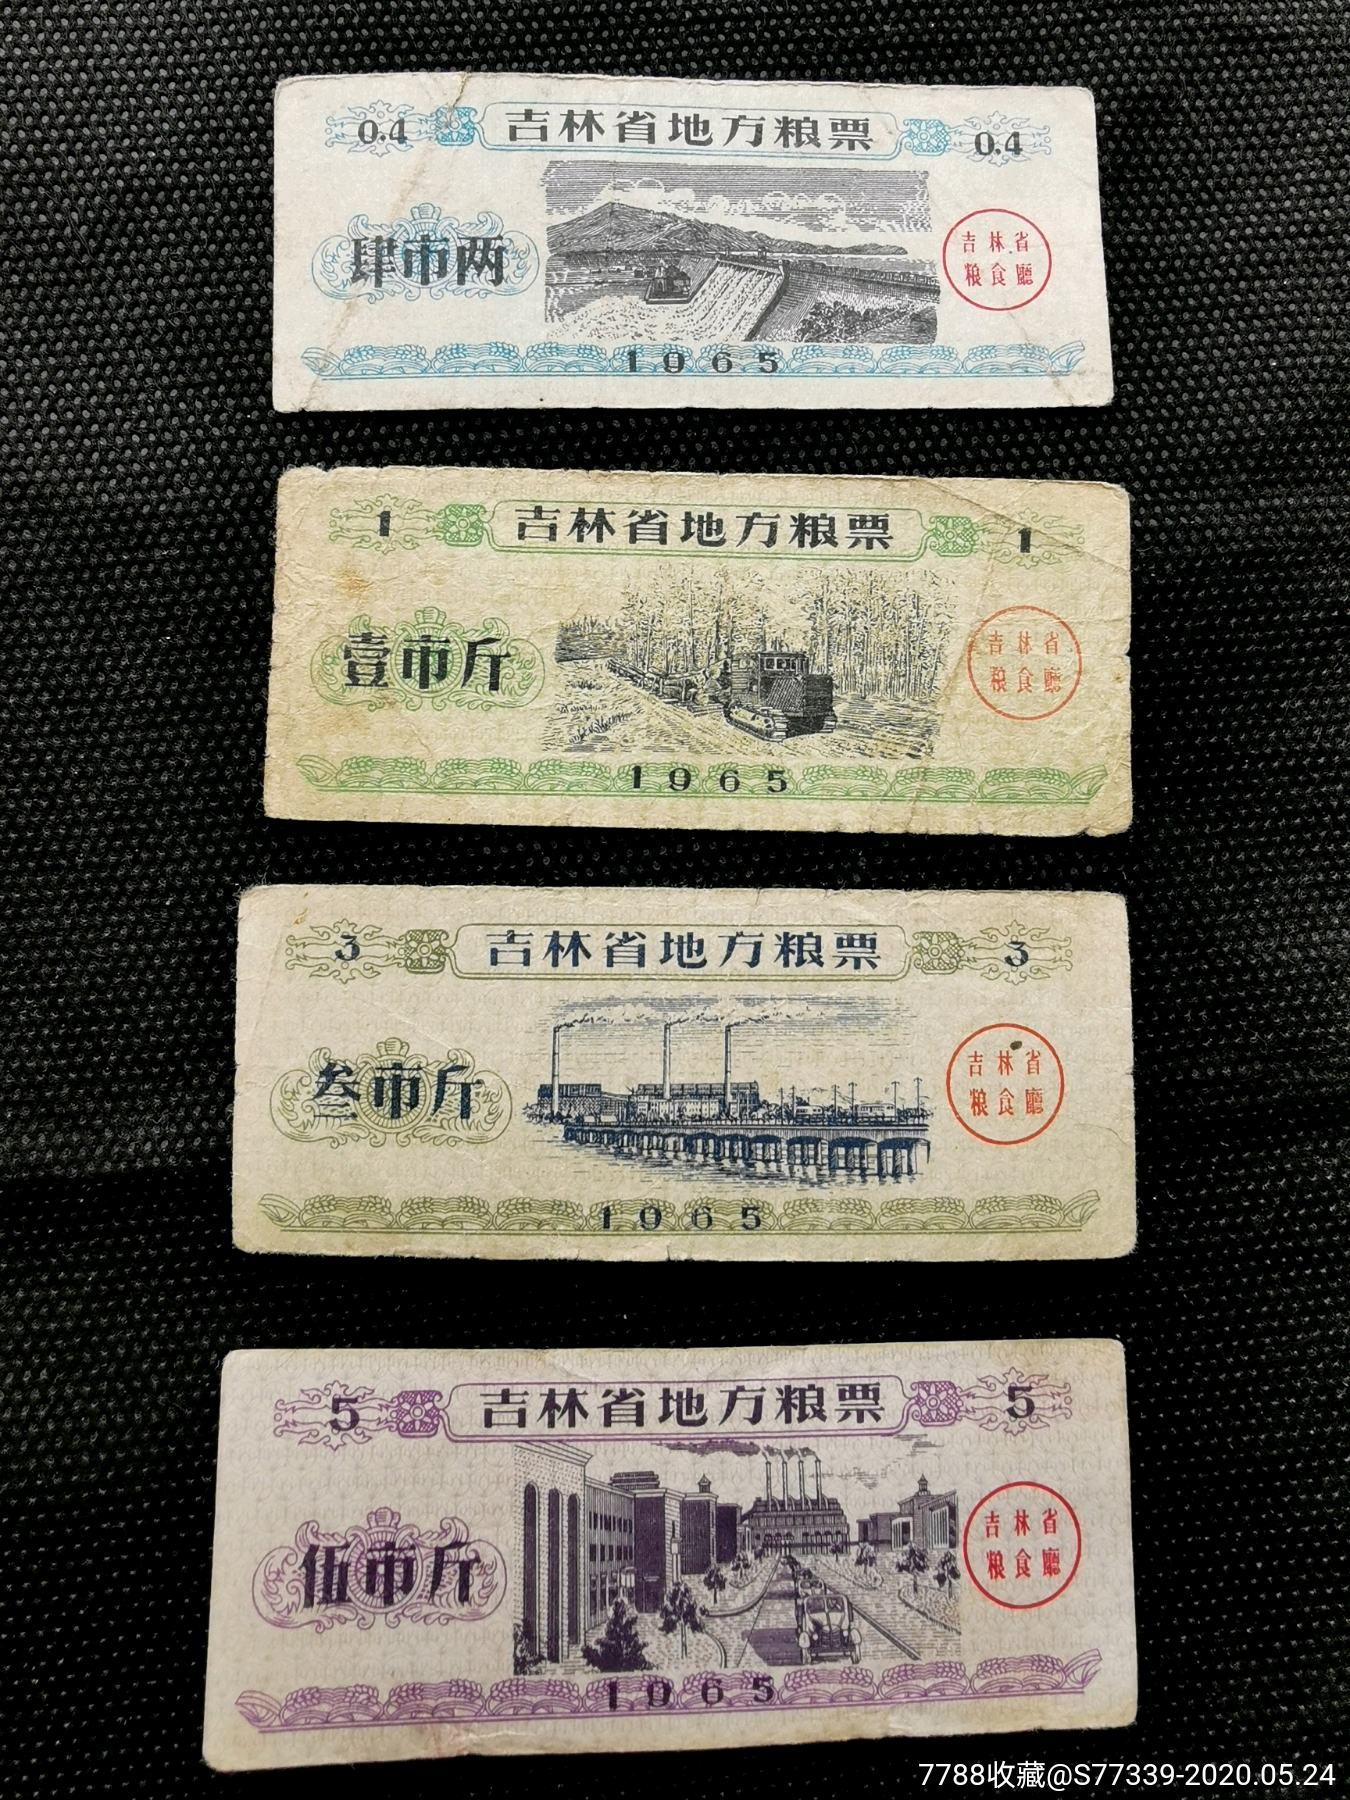 0.4 吉林省地方粮票 0.4
肆市两
吉林省
粮食廳
1965
1 吉林省地方粮票 1
壹市斤
吉林省
粮食廳
1965
3 吉林省地方粮票 3
叁市斤
吉林省
粮食廳
1965
5 吉林省地方粮票 5
伍市斤
吉林省
粮食廳
1965
7788收藏@S77339-2020.05.24